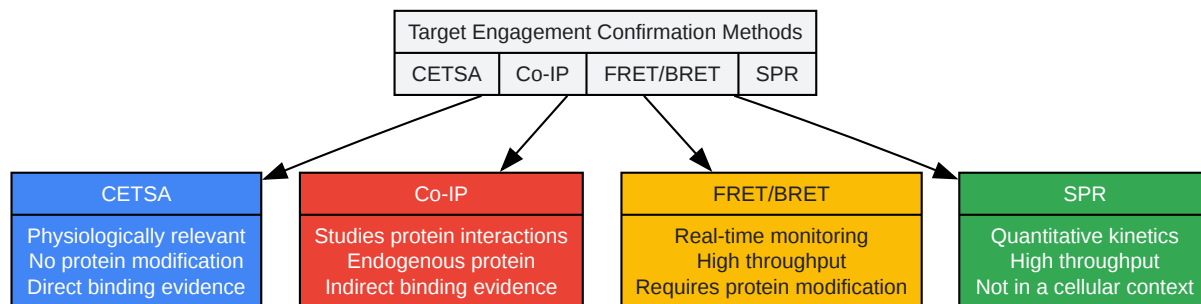 Target Engagement Confirmation Methods
CETSA Co-IP FRET/BRET SPR
CETSA
Physiologically relevant
No protein modification
Direct binding evidence
Co-IP
Studies protein interactions
Endogenous protein
Indirect binding evidence
FRET/BRET
Real-time monitoring
High throughput
Requires protein modification
SPR
Quantitative kinetics
High throughput
Not in a cellular context